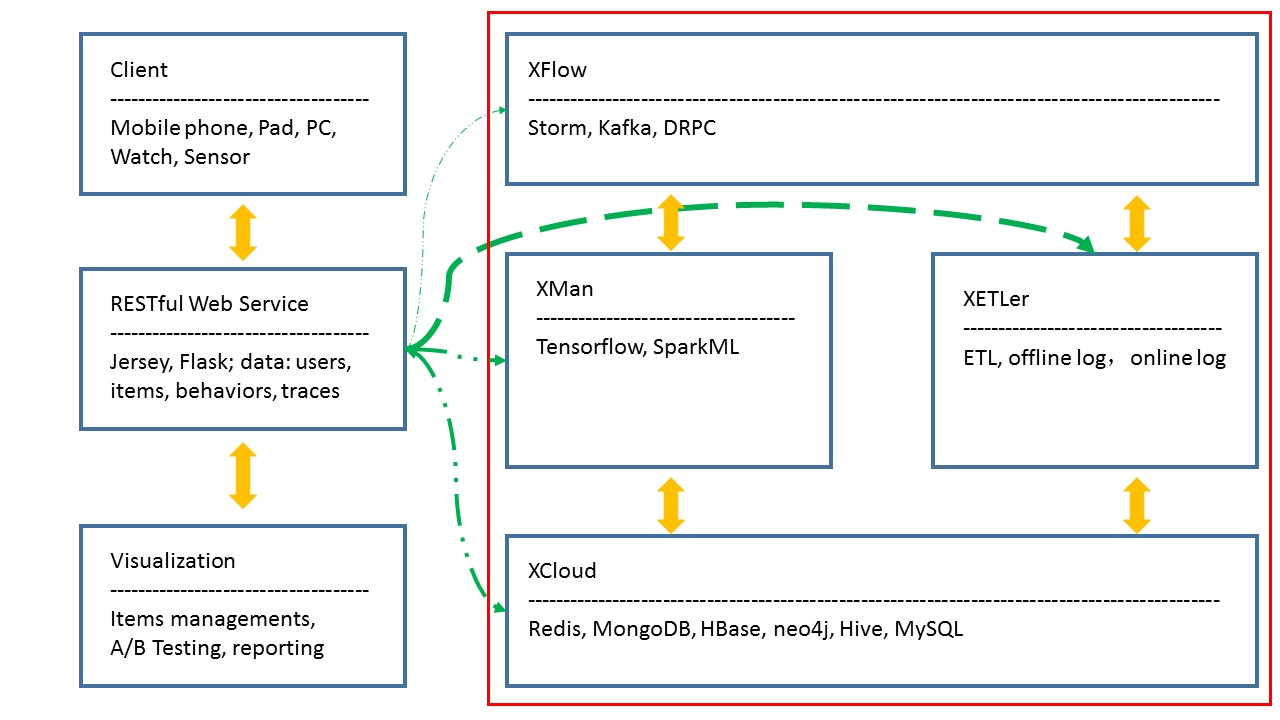 Client
Mobile phone, Pad, PC,
Watch, Sensor
RESTful Web Service
Jersey, Flask; data: users,
items, behaviors, traces
Visualization
Items managements,
A/B Testing, reporting
XFlow
Storm, Kafka, DRPC
XMan
Tensorflow, SparkML
XETLer
ETL, offline log，online log
XCloud
Redis, MongoDB, HBase, neo4j, Hive, MySQL